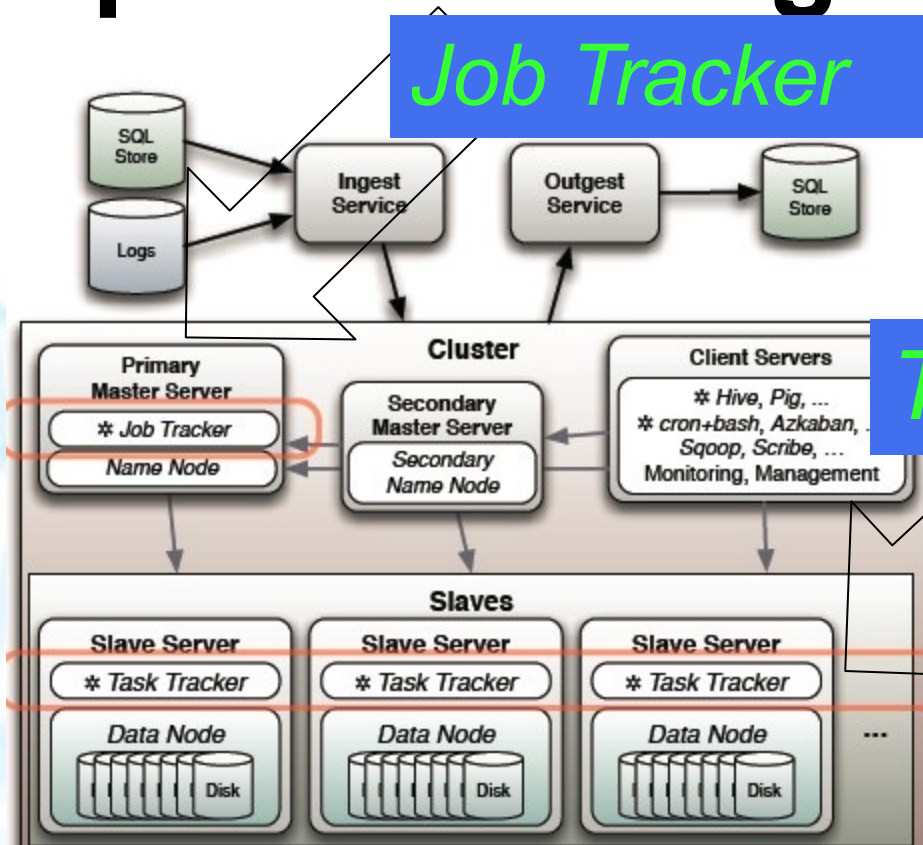 Job Tracker
SQL
Store
Logs
Ingest
Service
Outgest
Service
SQL
Store
Cluster
Primary
Master Server
✲ Job Tracker
Name Node
Secondary
Master Server
Secondary
Name Node
Client Servers
✲ Hive, Pig, ...
✲ cron+bash, Azkaban, ..
Sqoop, Scribe, ...
Monitoring, Management
Slaves
Slave Server
✲ Task Tracker
Data Node
Disk
Slave Server
✲ Task Tracker
Data Node
Disk
Slave Server
✲ Task Tracker
Data Node
Disk
...